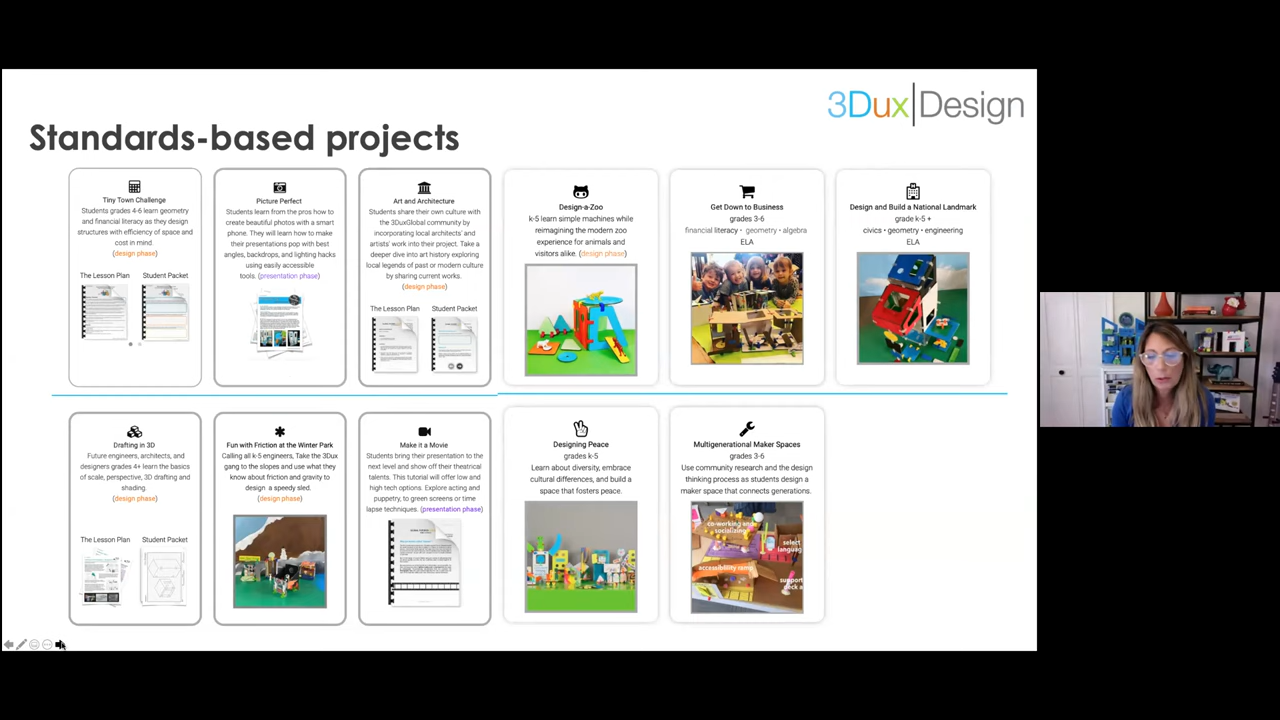 3Dux|Design
Standards-based projects
Tiny Town Challenge
Students grades 4-6 learn geometry
and financial literacy as they design
structures with efficiency of space and
cost in mind.
(design phase)
The Lesson Plan Student Packet
Picture Perfect
Students learn from the pros how to
create beautiful photos with a smart
phone. They will learn how to make
their presentations pop with best
angles, backdrops, and lighting hacks
using easily accessible
tools. (presentation phase)
Art and Architecture
Students share their own culture with
the 3DuxGlobal community by
incorporating local architects' and
artists' work into their project. Take a
deeper dive into art history exploring
local legends of past or modern culture
by sharing current works.
(design phase)
The Lesson Plan Student Packet
Design-a-Zoo
k-5 learn simple machines while
reimagining the modern zoo
experience for animals and
visitors alike. (design phase)
Get Down to Business
grades 3-6
financial literacy • geometry • algebra
ELA
Design and Build a National Landmark
grade k-5 +
civics • geometry • engineering
ELA
Drafting in 3D
Future engineers, architects, and
designers grades 4+ learn the basics
of scale, perspective, 3D drafting and
shading.
(design phase)
The Lesson Plan Student Packet
Fun with Friction at the Winter Park
Calling all k-5 engineers, Take the 3Dux
gang to the slopes and use what they
know about friction and gravity to
design a speedy sled.
(design phase)
Make it a Movie
Students bring their presentation to the
next level and show off their theatrical
talents. This tutorial will offer low and
high tech options. Explore acting and
puppetry, to green screens or time
lapse techniques. (presentation phase)
Designing Peace
grades k-5
Learn about diversity, embrace
cultural differences, and build a
space that fosters peace.
Multigenerational Maker Spaces
grades 3-6
Use community research and the design
thinking process as students design a
maker space that connects generations.
co-working and
socializing
select
accessibility ramp